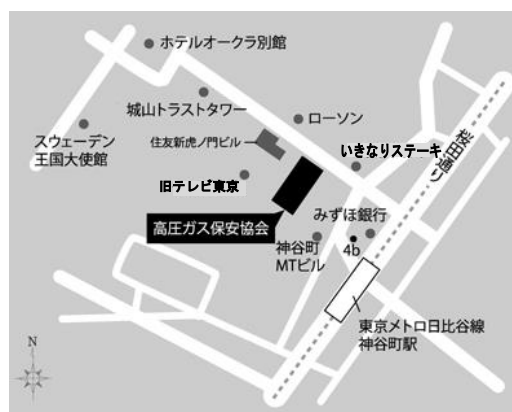 ホテルオークラ別館
城山トラストタワー
ローソン
スウェーデン
王国大使館
住友新虎ノ門ビル
いきなりステーキ
桜田通り
旧テレビ東京
高圧ガス保安協会
みずほ銀行
4b
神谷町
MTビル
東京メトロ日比谷線
神谷町駅
N